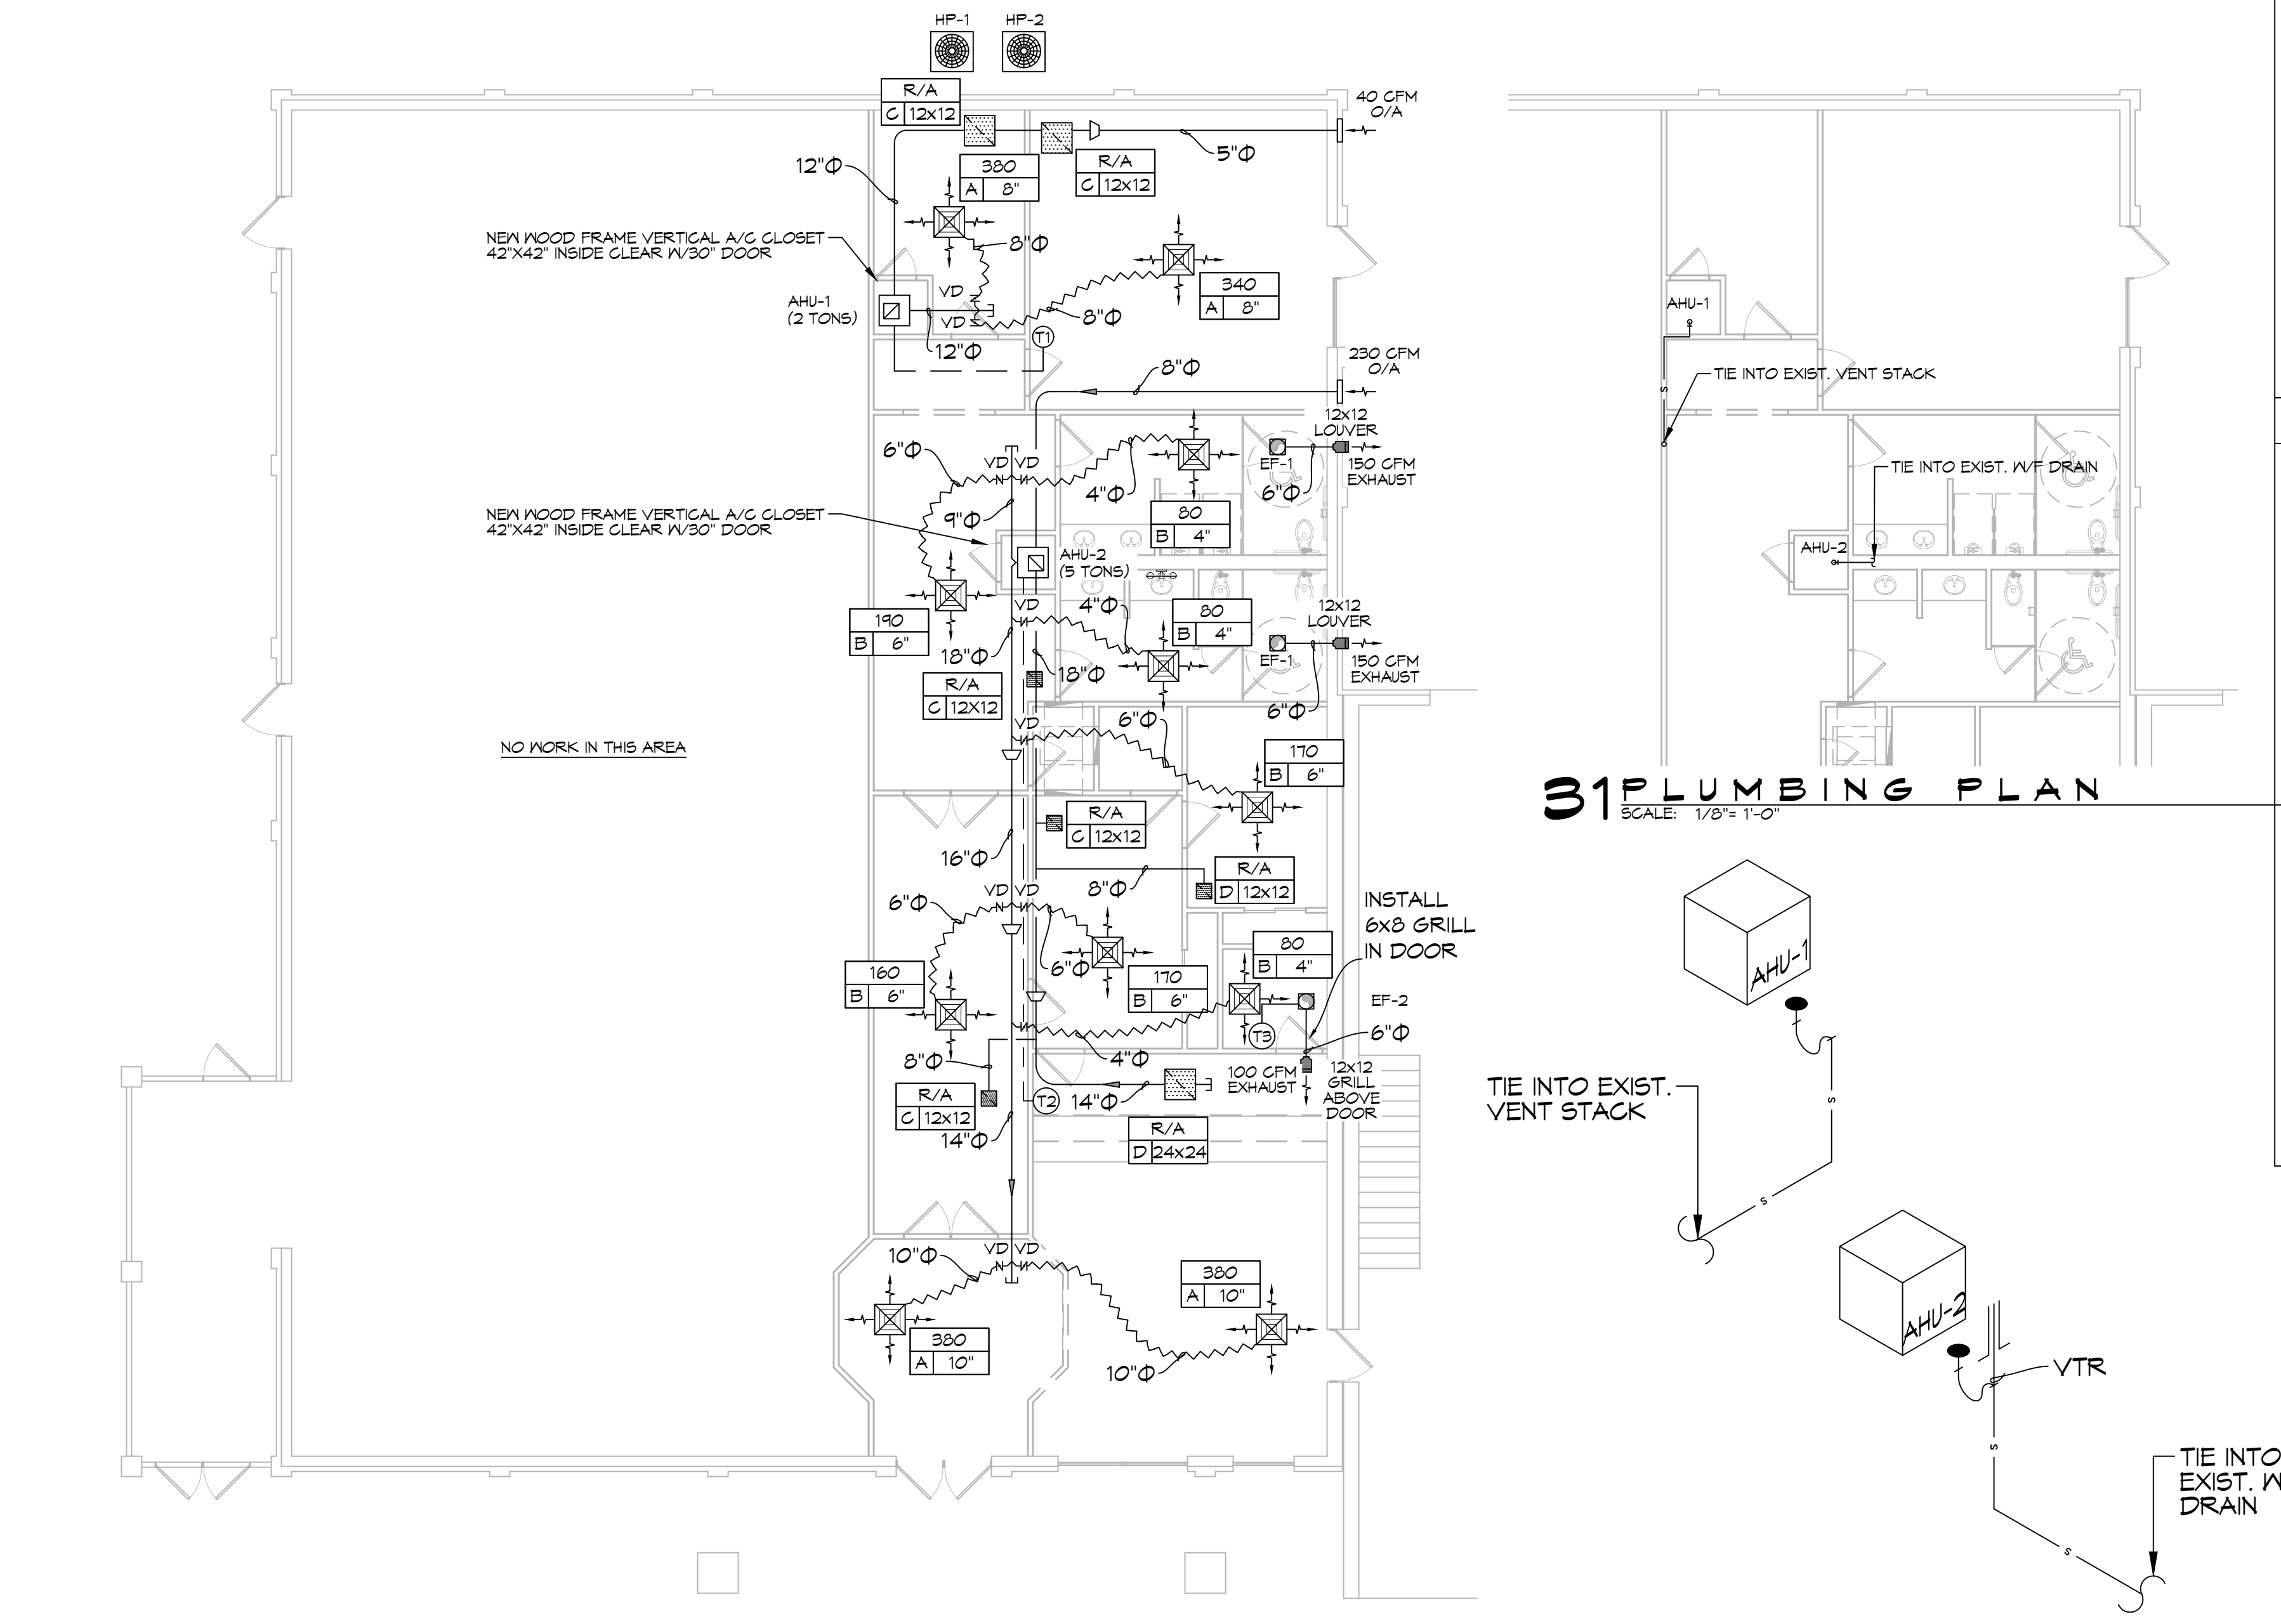 HP-1
HP-2
R/A
C 12x12
40 CFM
O/A
5"Φ
12"Φ
380
A 8"
R/A
C 12x12
NEW WOOD FRAME VERTICAL A/C CLOSET
42"X42" INSIDE CLEAR W/30" DOOR
8"Φ
340
A 8"
VD
AHU-1
(2 TONS)
8"Φ
VD
T1
12"Φ
230 CFM
O/A
8"Φ
12x12
LOUVER
6"Φ
VD VD
EF-1
150 CFM
EXHAUST
4"Φ
6"Φ
9"Φ
80
B 4"
NEW WOOD FRAME VERTICAL A/C CLOSET
42"X42" INSIDE CLEAR W/30" DOOR
AHU-2
(5 TONS)
VD
4"Φ
80
B 4"
12x12
LOUVER
190
B 6"
18"Φ
EF-1
150 CFM
EXHAUST
18"Φ
R/A
C 12X12
6"Φ
6"Φ
VD
NO WORK IN THIS AREA
170
B 6"
R/A
C 12x12
16"Φ
R/A
D 12x12
VD VD
8"Φ
6"Φ
INSTALL
6x8 GRILL
IN DOOR
80
B 4"
160
B 6"
6"Φ
170
B 6"
EF-2
T3
6"Φ
8"Φ
4"Φ
100 CFM
EXHAUST
12x12
GRILL
ABOVE
DOOR
R/A
C 12x12
T2
14"Φ
14"Φ
R/A
D 24x24
10"Φ
VD VD
380
A 10"
380
A 10"
10"Φ
AHU-1
TIE INTO EXIST. VENT STACK
S
TIE INTO EXIST. W/F DRAIN
AHU-2
31 PLUMBING PLAN
SCALE: 1/8"= 1'-0"
AHU-1
TIE INTO EXIST.
VENT STACK
S
S
AHU-2
VTR
S
TIE INTO
EXIST. W
DRAIN
S